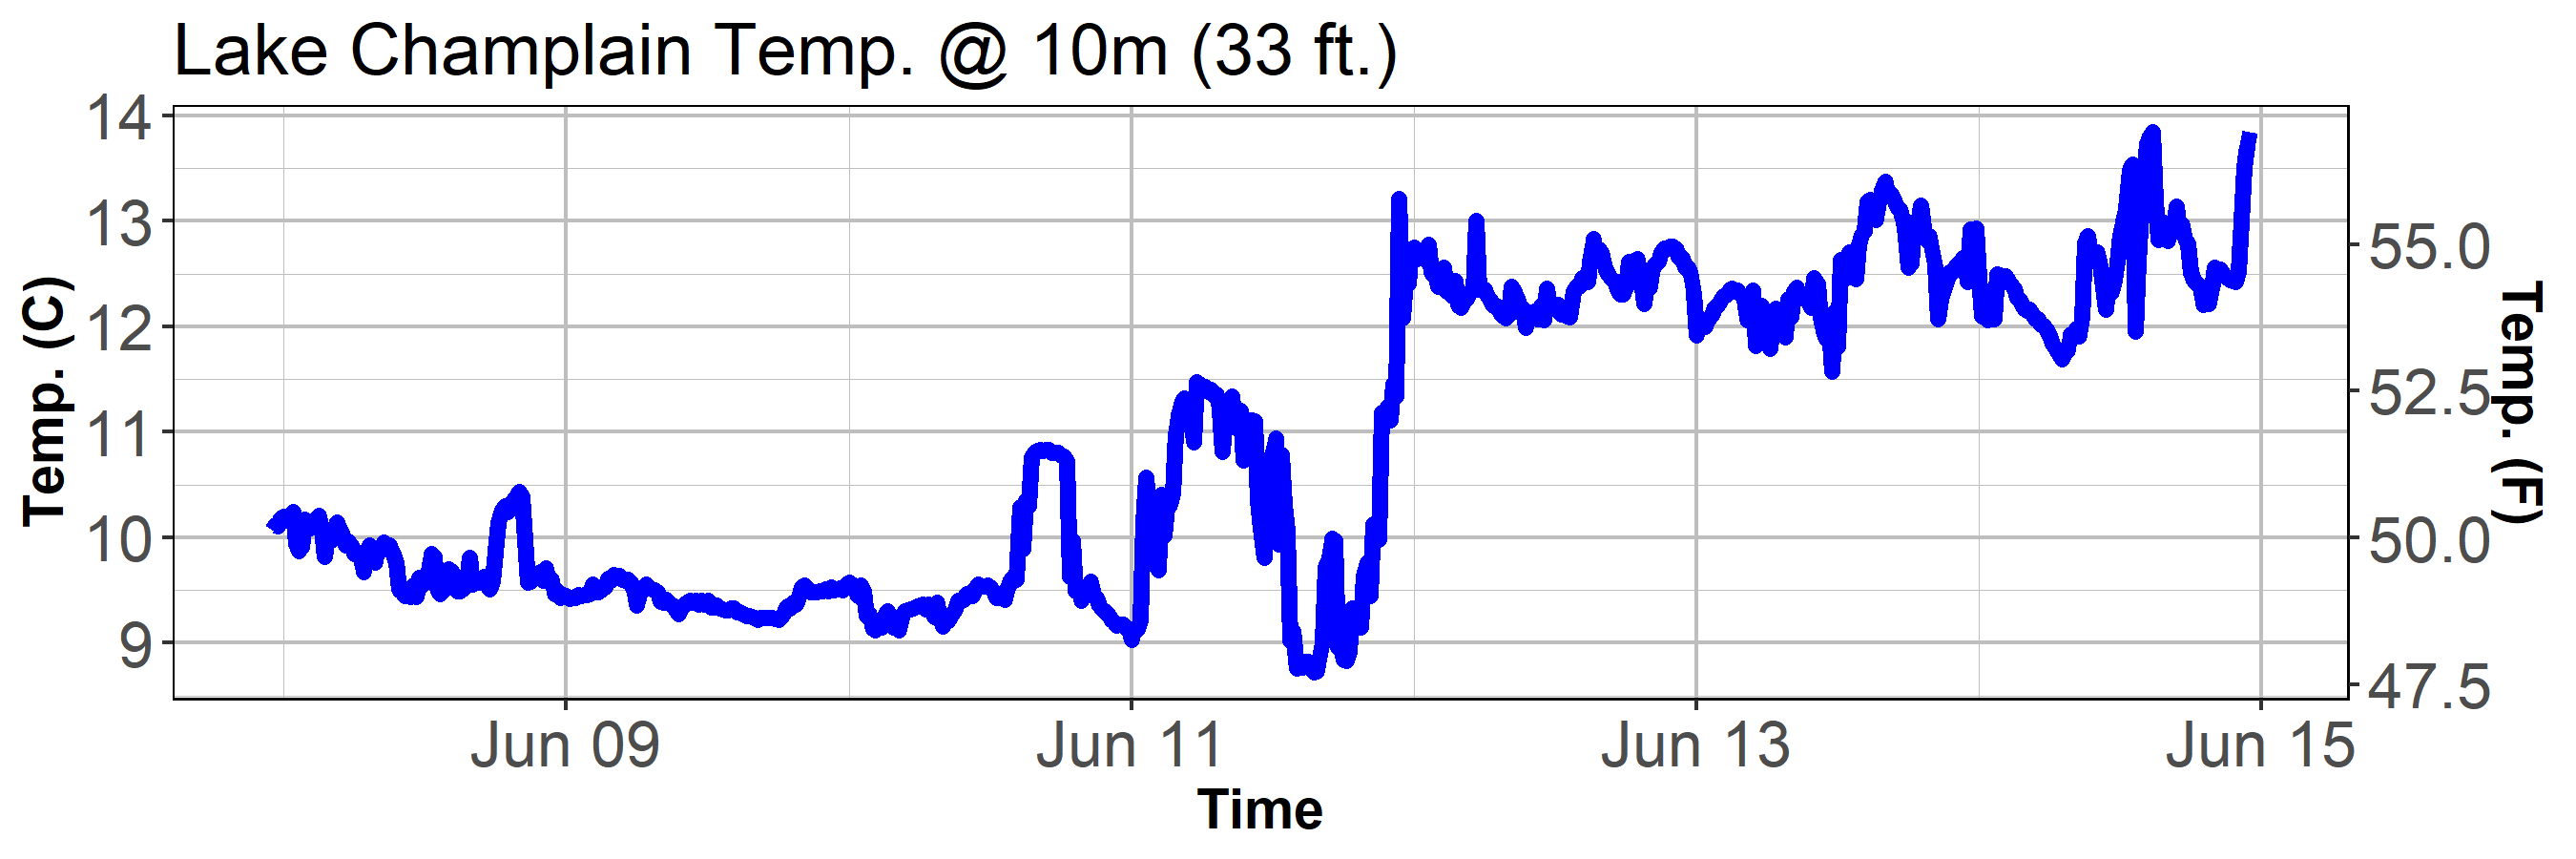 Lake Champlain Temp. @ 10m (33 ft.)
14
13
12
11
10
9
Temp. (C)
55.0
52.5
50.0
47.5
Temp. (F)
Jun 09 Jun 11 Jun 13 Jun 15
Time